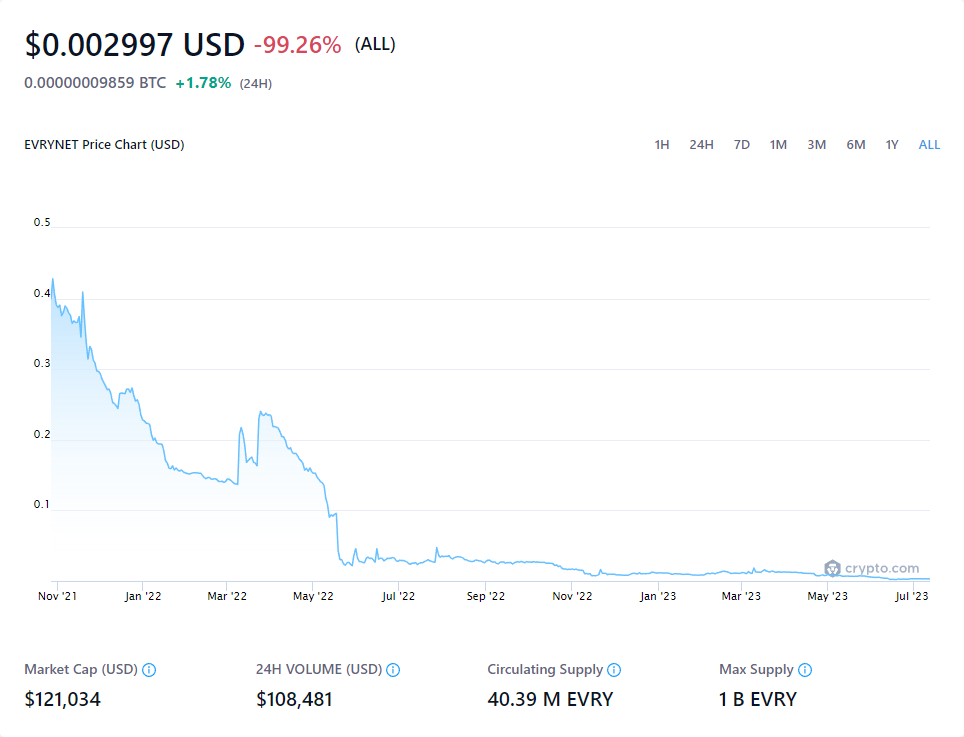 $0.002997 USD -99.26% (ALL)
0.00000009859 BTC +1.78% (24H)
EVRYNET Price Chart (USD) 1H 24H 7D 1M 3M 6M 1Y ALL
0.5
0.4
0.3
0.2
0.1
crypto.com
Nov '21 Jan '22 Mar '22 May '22 Jul '22 Sep '22 Nov '22 Jan '23 Mar '23 May '23 Jul '23
Market Cap (USD) 24H VOLUME (USD) Circulating Supply Max Supply
$121,034 $108,481 40.39 M EVRY 1 B EVRY